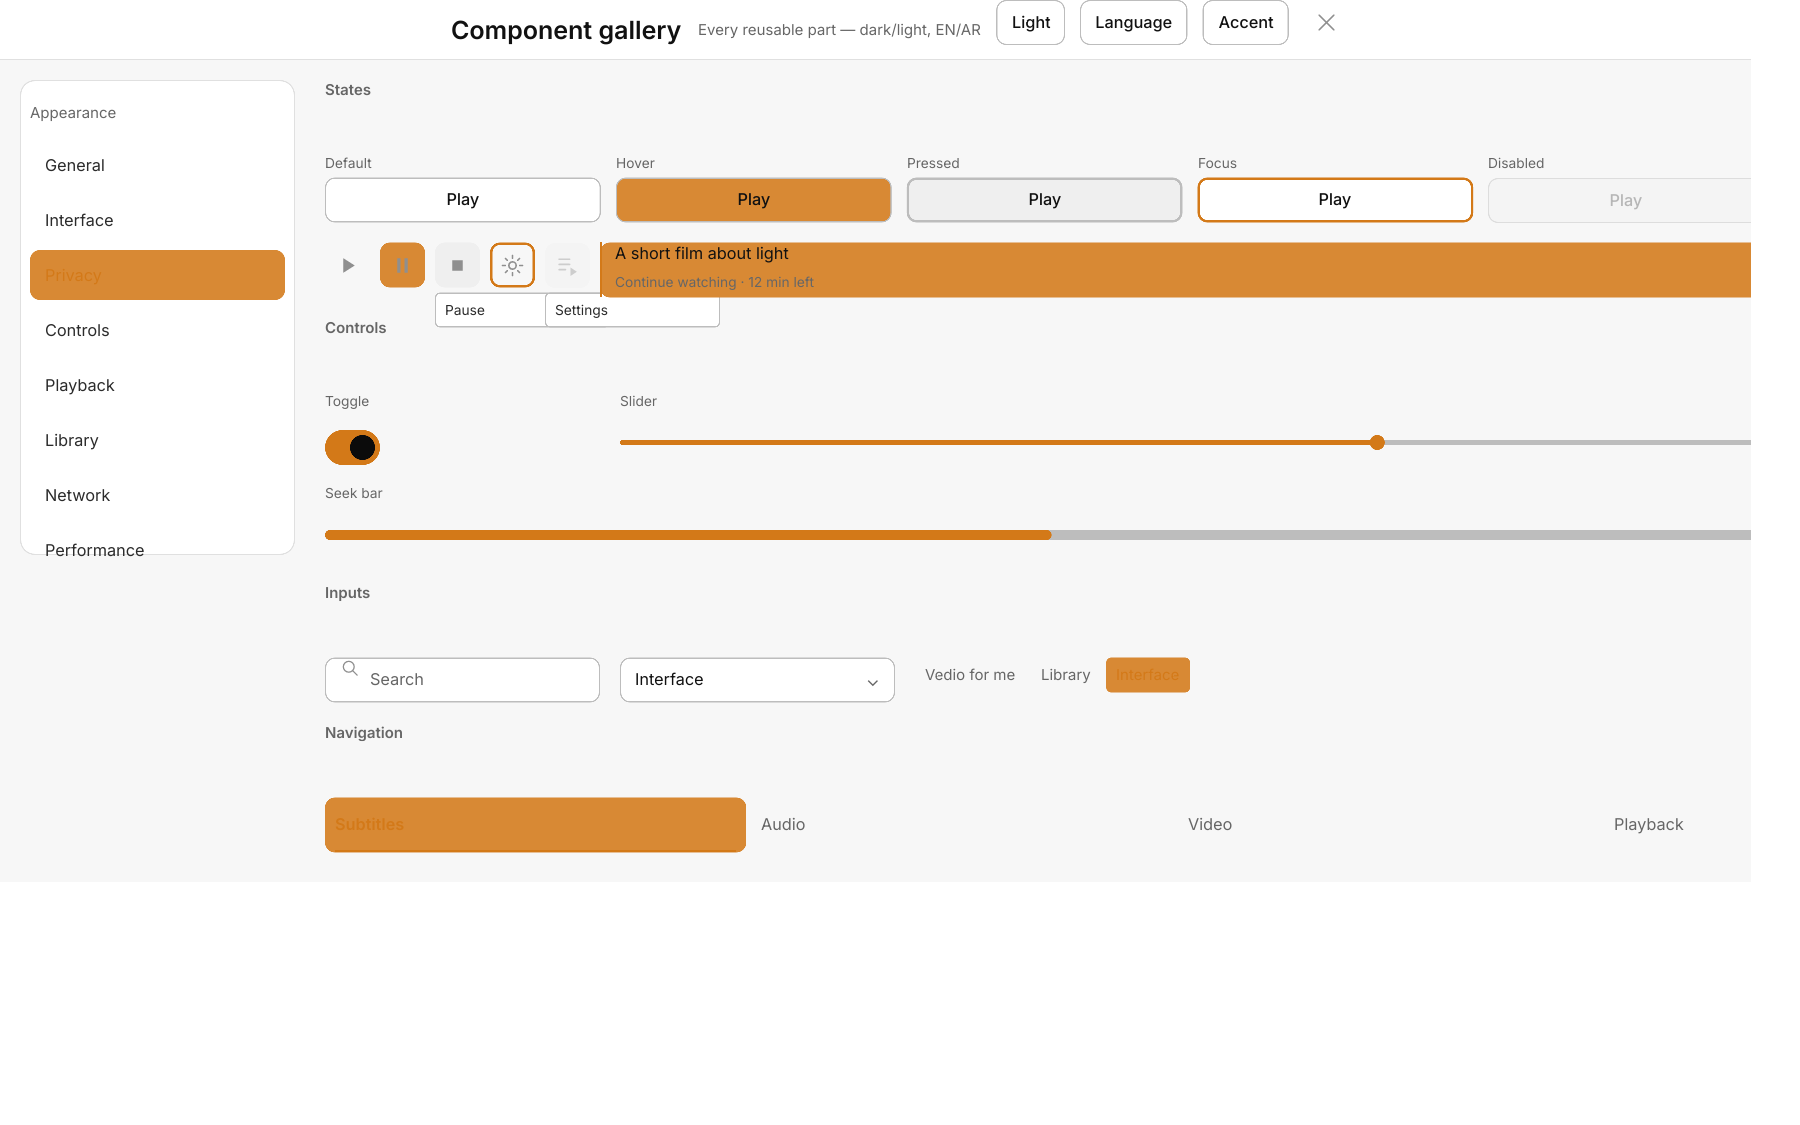 Component gallery
Every reusable part — dark/light, EN/AR
Light
Language
Accent
Appearance
General
Interface
Privacy
Controls
Playback
Library
Network
Performance
States
Default
Hover
Pressed
Focus
Disabled
Play
Play
Play
Play
Play
A short film about light
Continue watching · 12 min left
Pause
Settings
Controls
Toggle
Slider
Seek bar
Inputs
Search
Interface
Vedio for me
Library
Interface
Navigation
Subtitles
Audio
Video
Playback